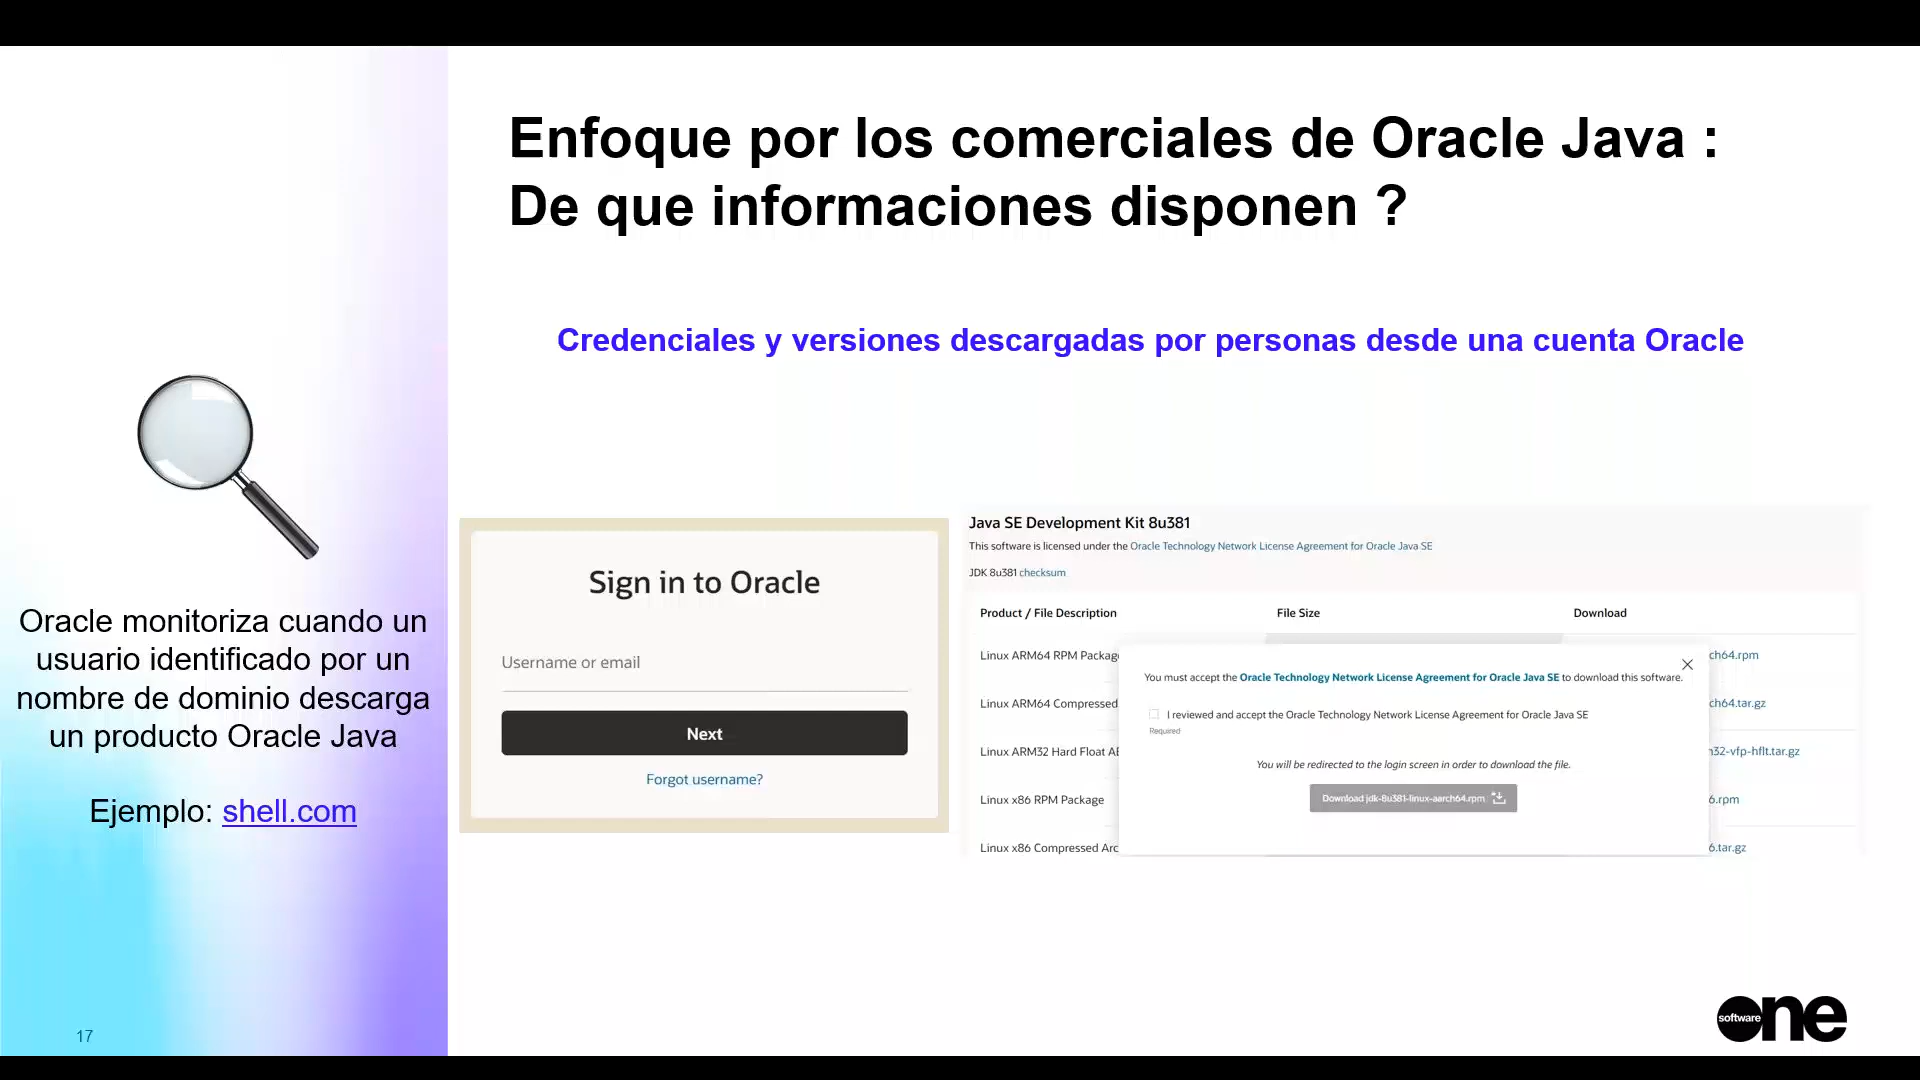 Enfoque por los comerciales de Oracle Java :
De que informaciones disponen ?
Credenciales y versiones descargadas por personas desde una cuenta Oracle
Oracle monitoriza cuando un
usuario identificado por un
nombre de dominio descarga
un producto Oracle Java
Ejemplo: shell.com
Sign in to Oracle
Username or email
Next
Forgot username?
Java SE Development Kit 8u381
This software is licensed under the Oracle Technology Network License Agreement for Oracle Java SE
JDK 8u381 checksum
Product / File Description File Size Download
Linux ARM64 RPM Package ch64.rpm
Linux ARM64 Compressed ch64.tar.gz
Linux ARM32 Hard Float AB m32-vfp-hflt.tar.gz
Linux x86 RPM Package 6.rpm
Linux x86 Compressed Arc 6.tar.gz
You must accept the Oracle Technology Network License Agreement for Oracle Java SE to download this software.
I reviewed and accept the Oracle Technology Network License Agreement for Oracle Java SE
Required
You will be redirected to the login screen in order to download the file.
Download jdk-8u381-linux-aarch64.rpm
17
software one